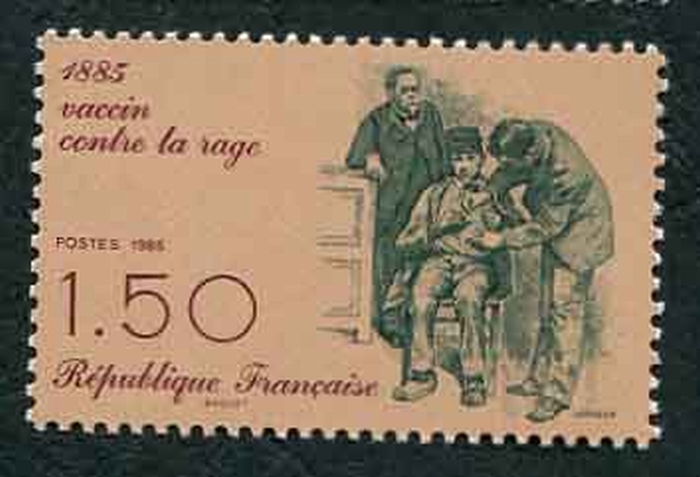 1885
vaccin
contre la rage
POSTES 1985
1.50
République Française